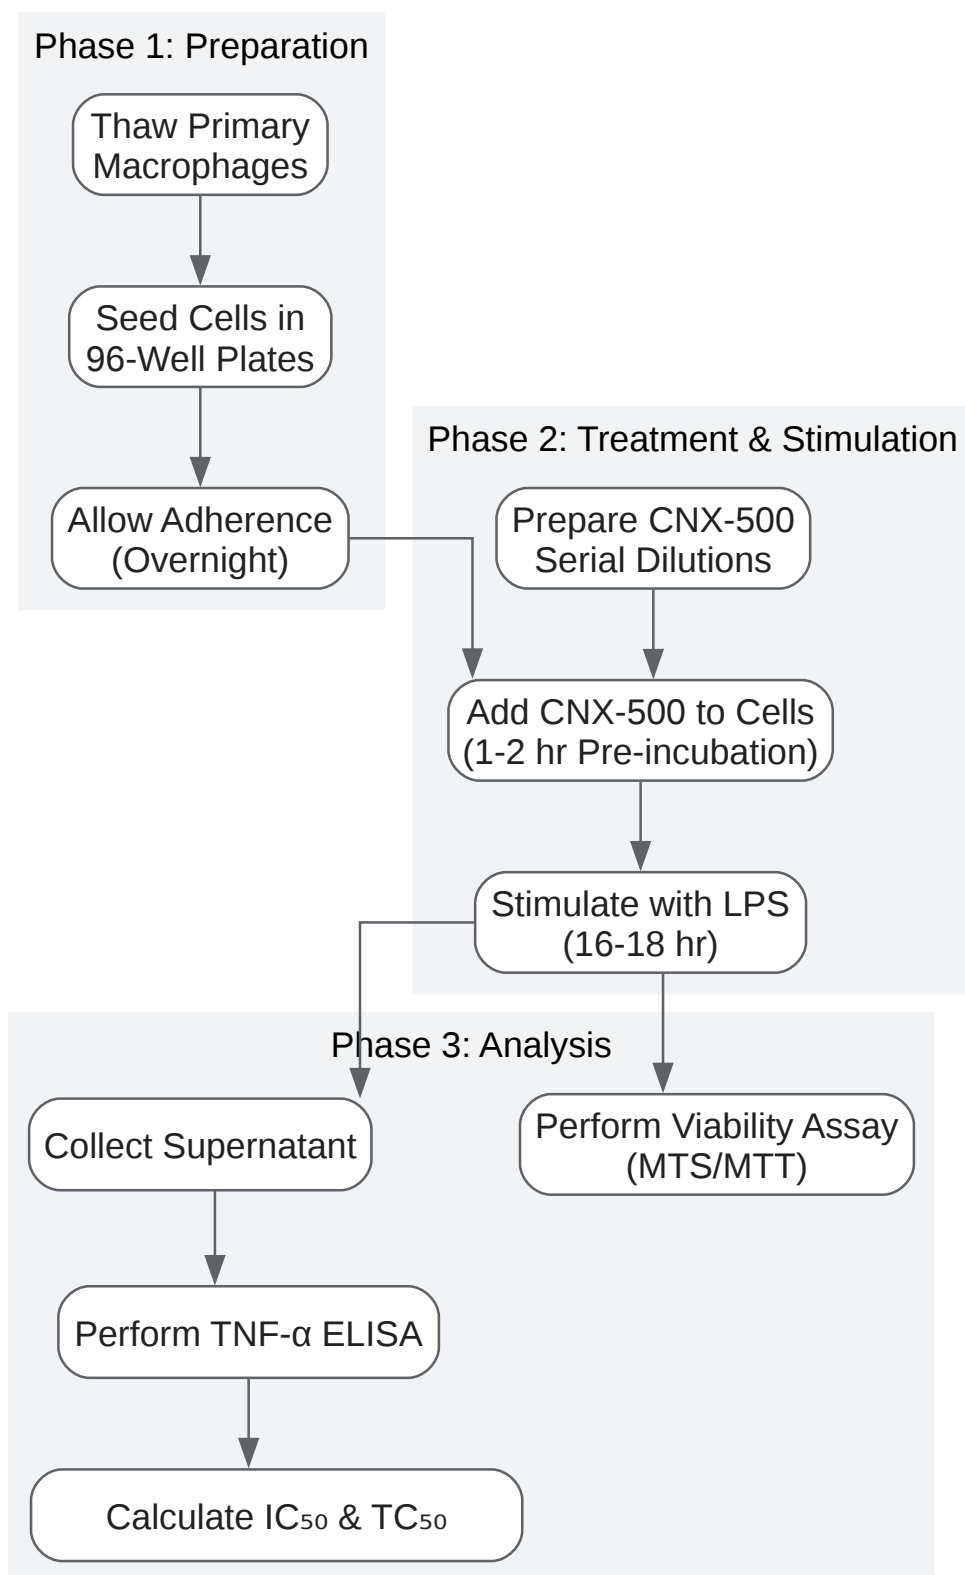 Phase 1: Preparation
Thaw Primary
Macrophages
Seed Cells in
96-Well Plates
Allow Adherence
(Overnight)
Phase 2: Treatment & Stimulation
Prepare CNX-500
Serial Dilutions
Add CNX-500 to Cells
(1-2 hr Pre-incubation)
Stimulate with LPS
(16-18 hr)
Phase 3: Analysis
Collect Supernatant
Perform Viability Assay
(MTS/MTT)
Perform TNF-α ELISA
Calculate IC₅₀ & TC₅₀